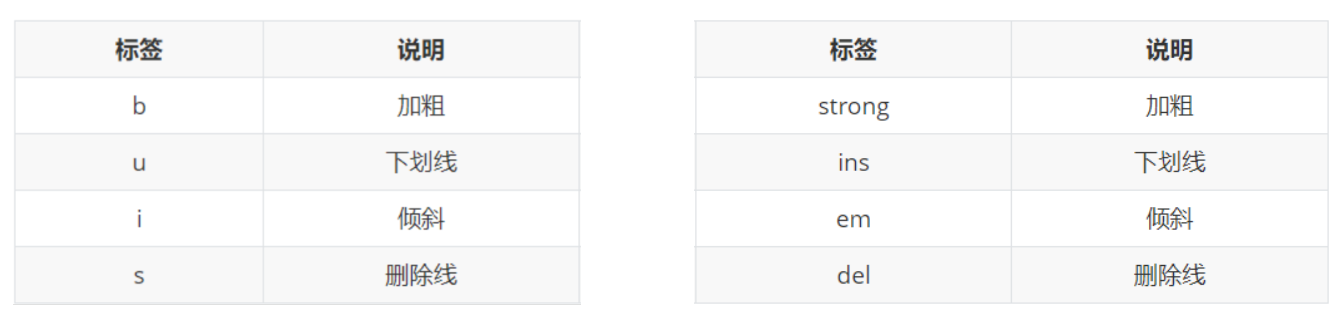 标签 说明
b 加粗
u 下划线
i 倾斜
s 删除线
标签 说明
strong 加粗
ins 下划线
em 倾斜
del 删除线